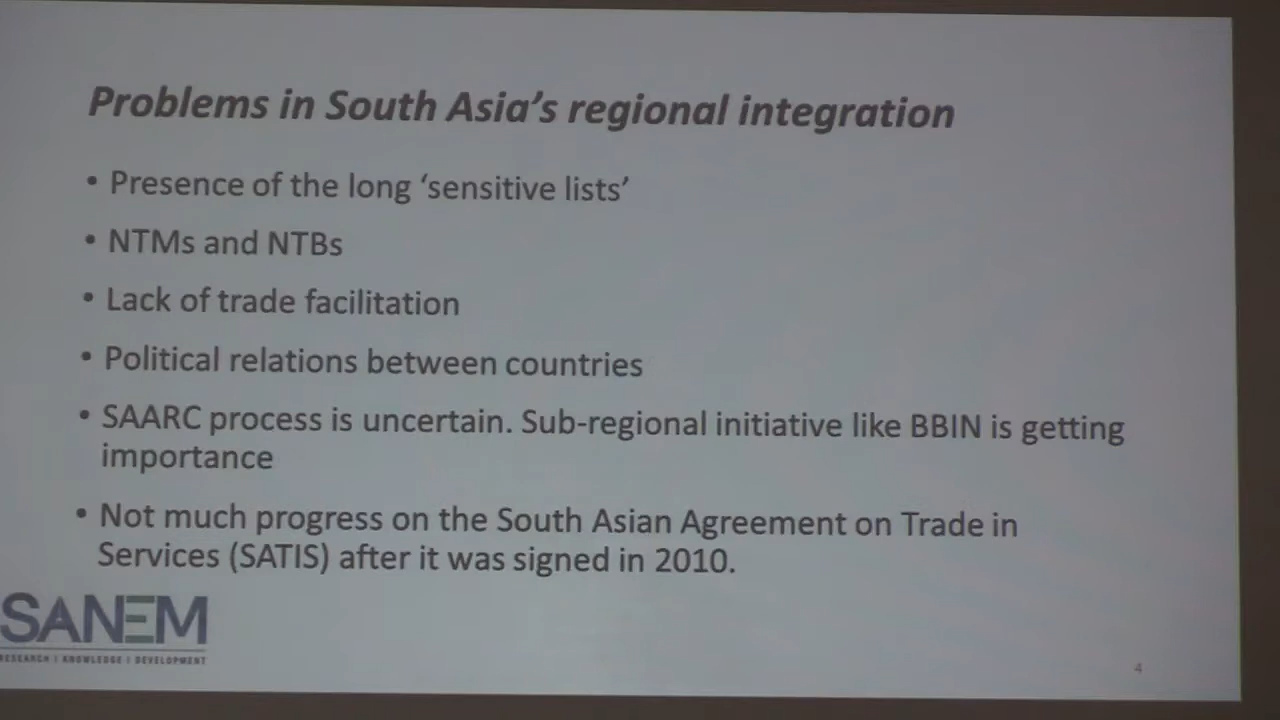 Problems in South Asia's regional integration
• Presence of the long ‘sensitive lists’
• NTMs and NTBs
• Lack of trade facilitation
• Political relations between countries
• SAARC process is uncertain. Sub-regional initiative like BBIN is getting
importance
• Not much progress on the South Asian Agreement on Trade in
Services (SATIS) after it was signed in 2010.
SANEM
RESEARCH | KNOWLEDGE | DEVELOPMENT
4